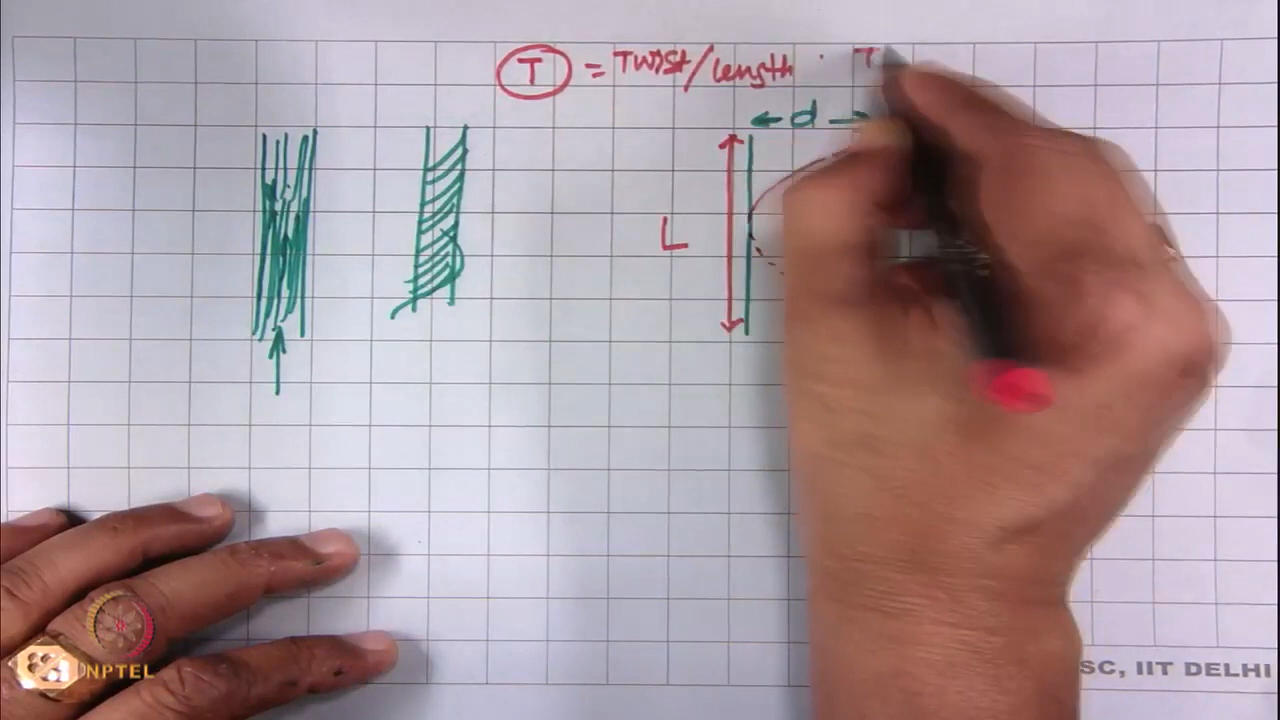 T = Twist/length . T
d
L
NPTEL
SC, IIT DELHI